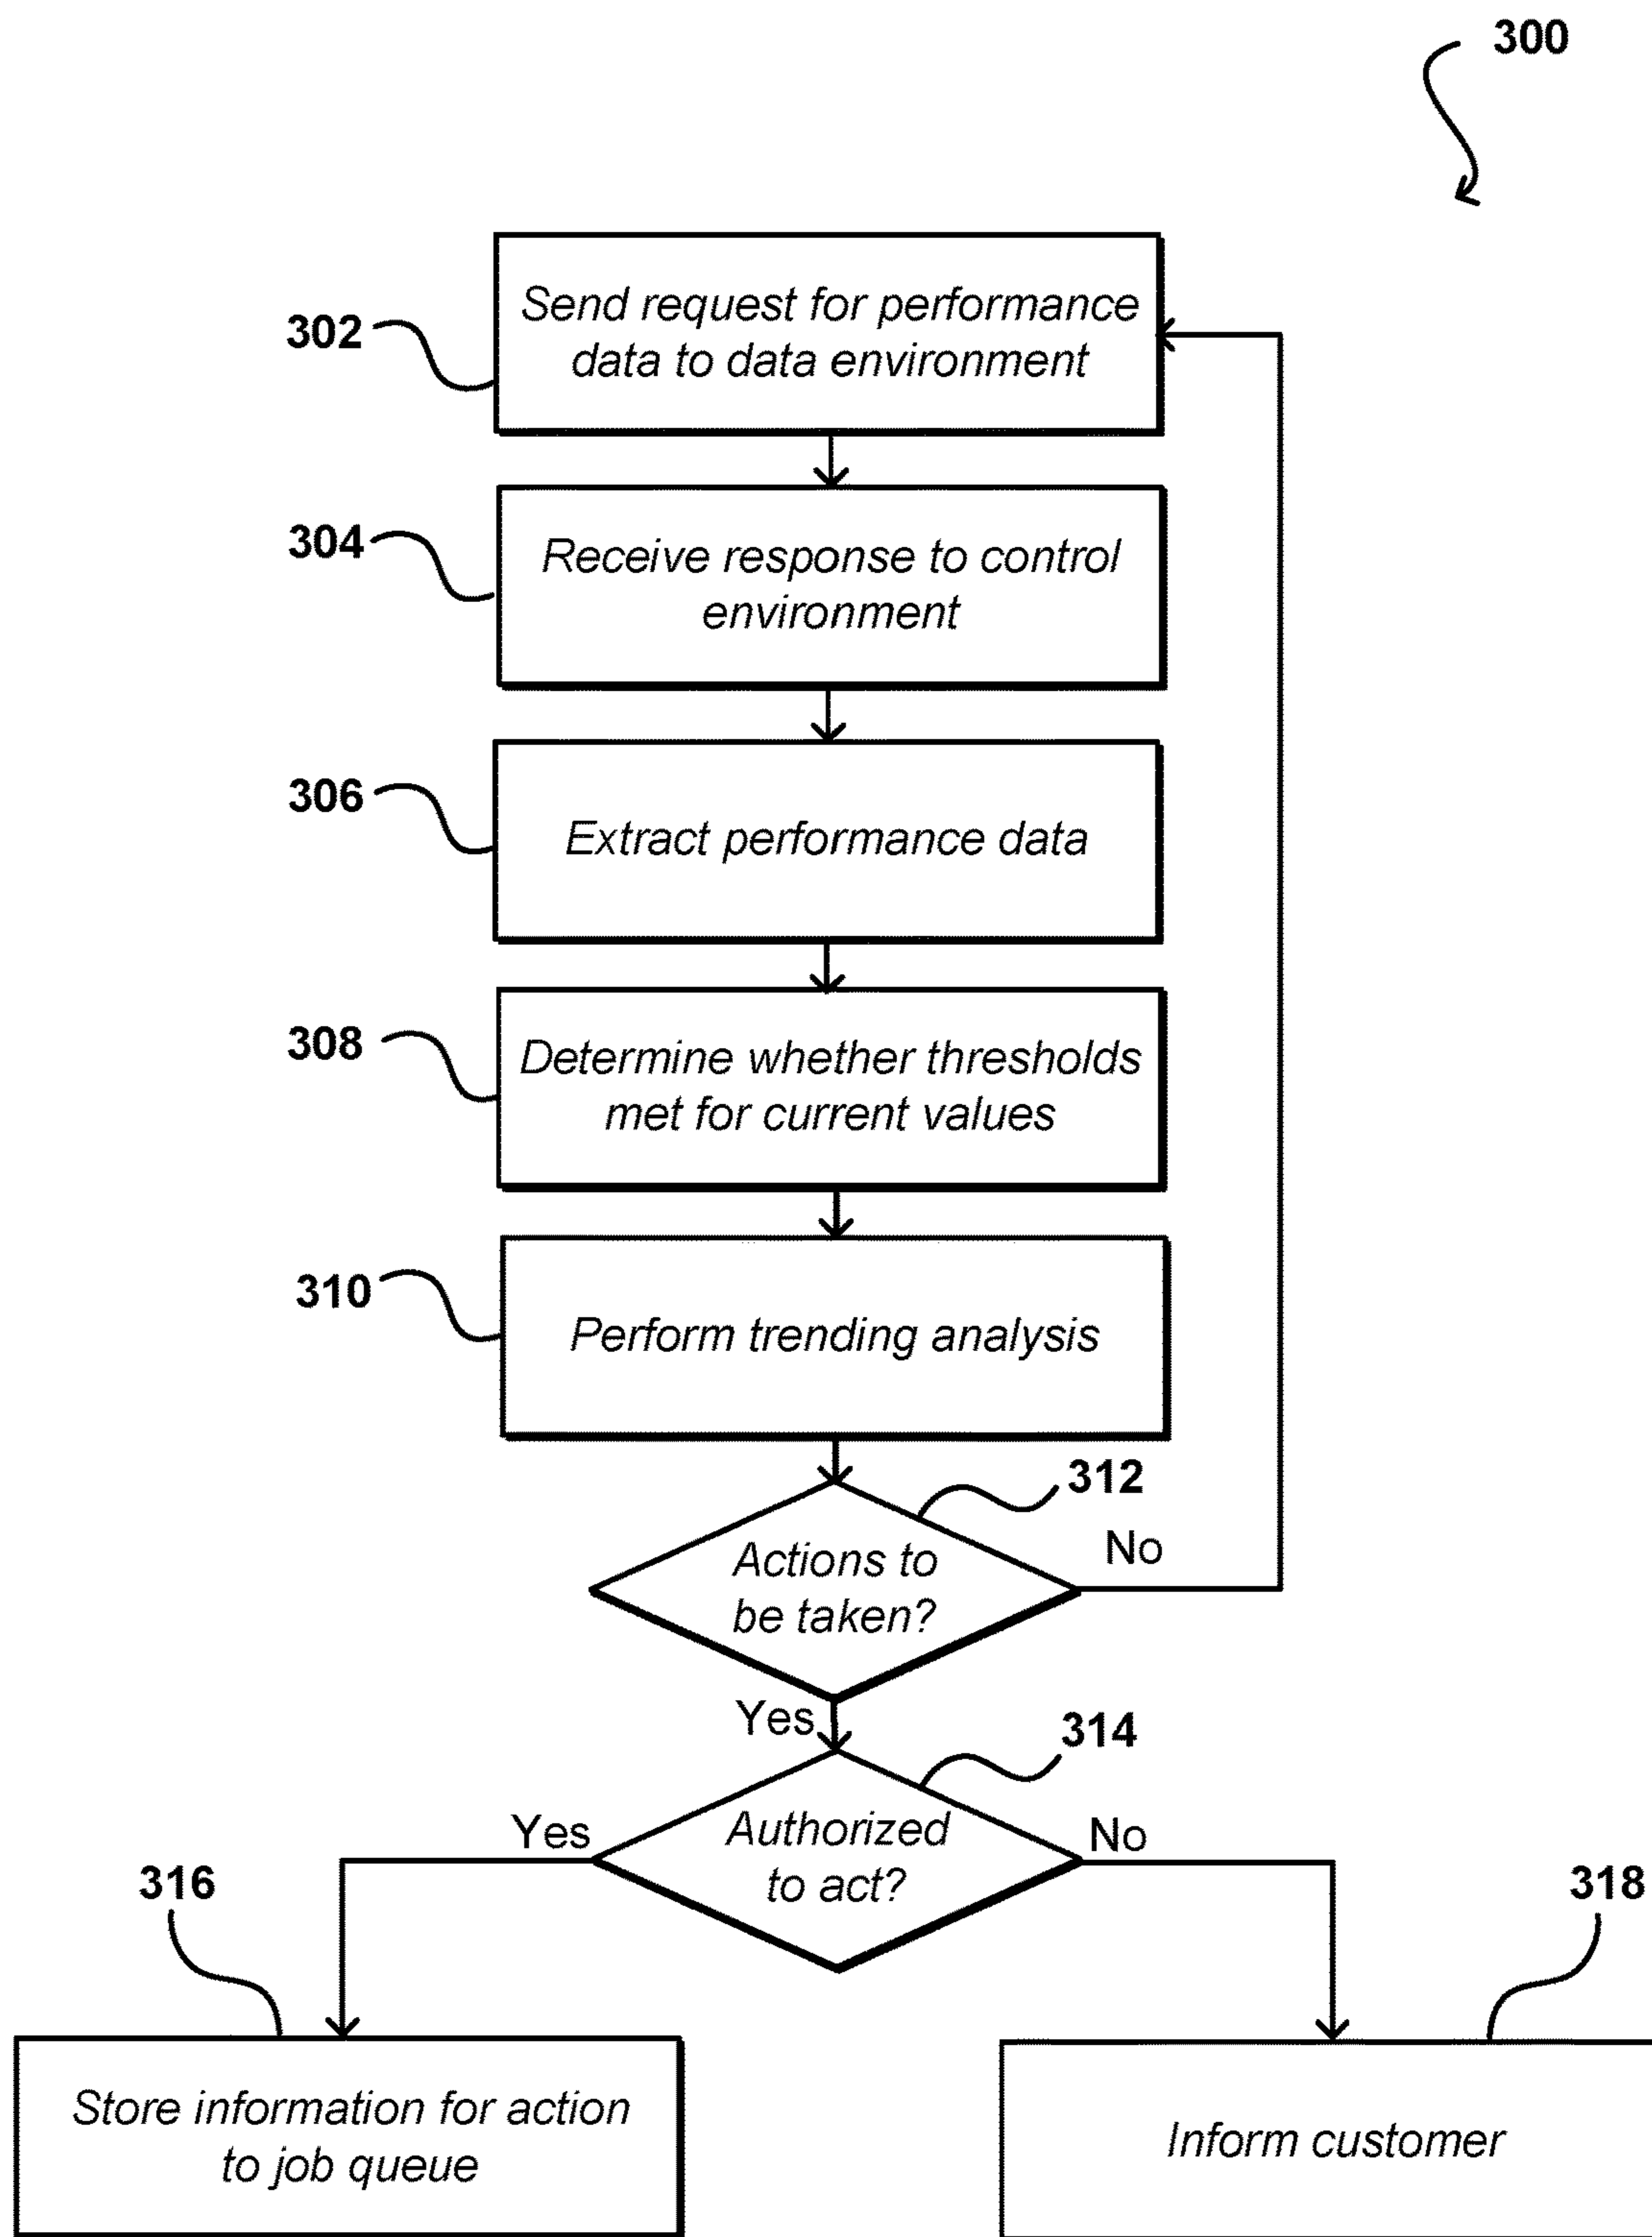 300
302
Send request for performance
data to data environment
304
Receive response to control
environment
306
Extract performance data
308
Determine whether thresholds
met for current values
310
Perform trending analysis
312
Actions to
be taken?
No
Yes
314
Authorized
to act?
Yes
No
316
318
Store information for action
to job queue
Inform customer